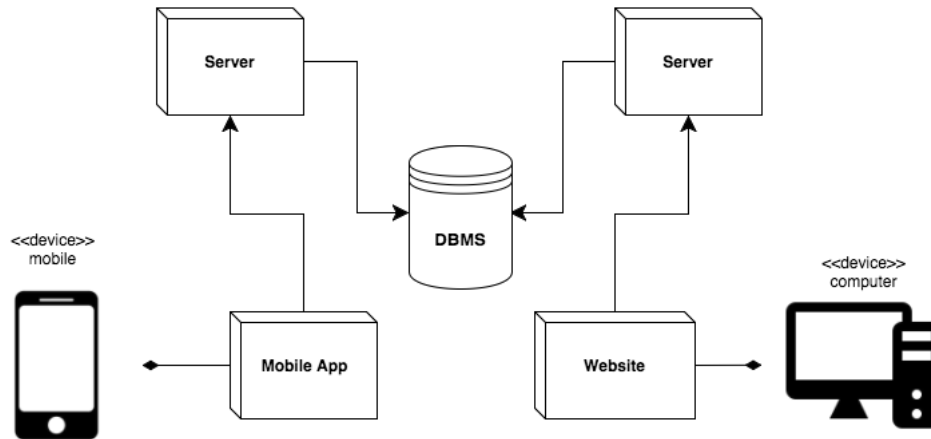 Server
Server
DBMS
<<device>>
mobile
<<device>>
computer
Mobile App
Website